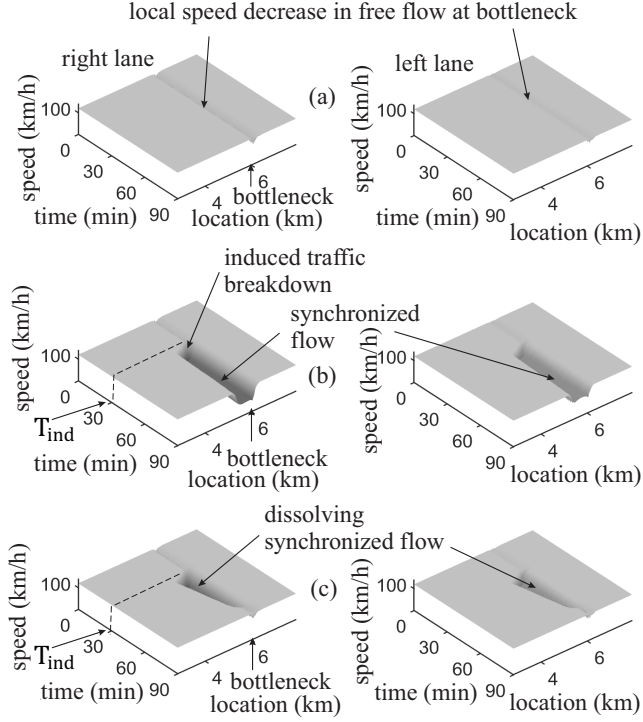 local speed decrease in free flow at bottleneck
right lane
left lane
(a)
speed (km/h)
100
0
30
60
90
time (min)
4
6
bottleneck
location (km)
speed (km/h)
100
0
30
60
90
time (min)
4
6
location (km)
induced traffic
breakdown
synchronized
flow
(b)
speed (km/h)
100
0
30
60
90
T_ind
time (min)
4
6
bottleneck
location (km)
speed (km/h)
100
0
30
60
90
time (min)
4
6
location (km)
dissolving
synchronized flow
(c)
speed (km/h)
100
0
30
60
90
T_ind
time (min)
4
6
bottleneck
location (km)
speed (km/h)
100
0
30
60
90
time (min)
4
6
location (km)